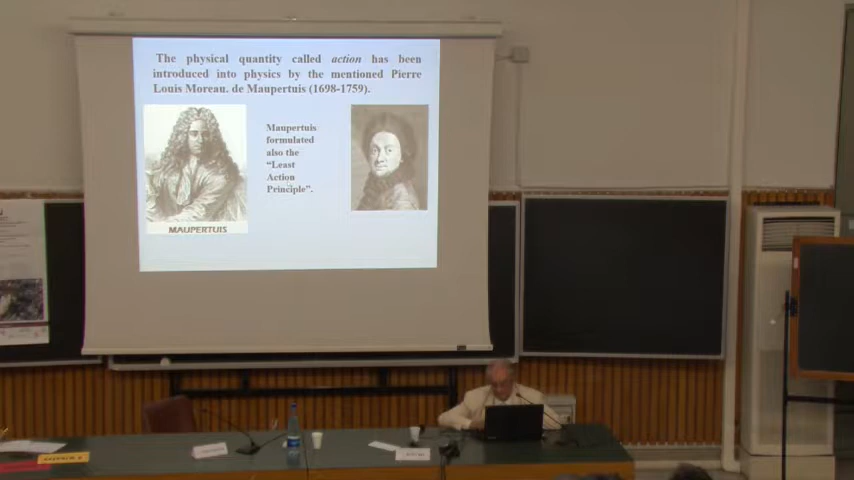 The physical quantity called action has been
introduced into physics by the mentioned Pierre
Louis Moreau. de Maupertuis (1698-1759).
Maupertuis
formulated
also the
“Least
Action
Principle”.
MAUPERTUIS